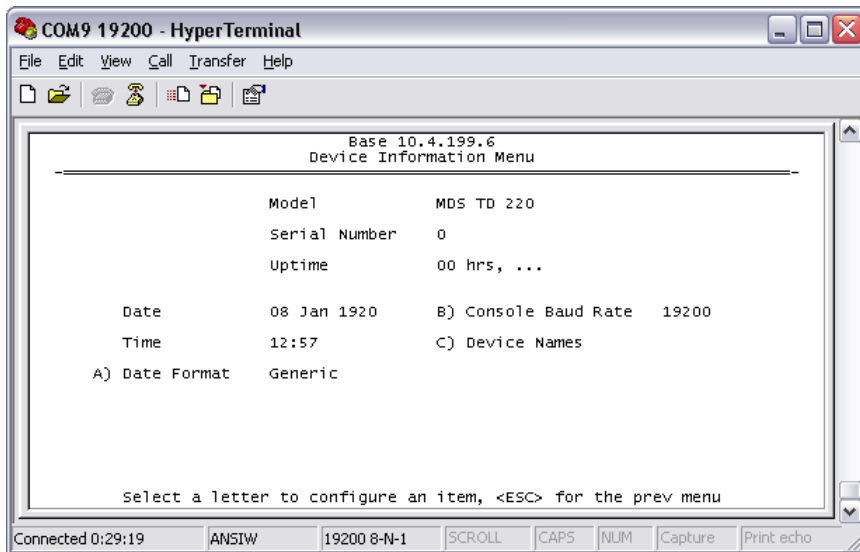 COM9 19200 - HyperTerminal
File Edit View Call Transfer Help
Base 10.4.199.6
Device Information Menu
Model MDS TD 220
Serial Number 0
Uptime 00 hrs, ...
Date 08 Jan 1920 B) Console Baud Rate 19200
Time 12:57 C) Device Names
A) Date Format Generic
Select a letter to configure an item, <ESC> for the prev menu
Connected 0:29:19 ANSIW 19200 8-N-1 SCROLL CAPS NUM Capture Print echo